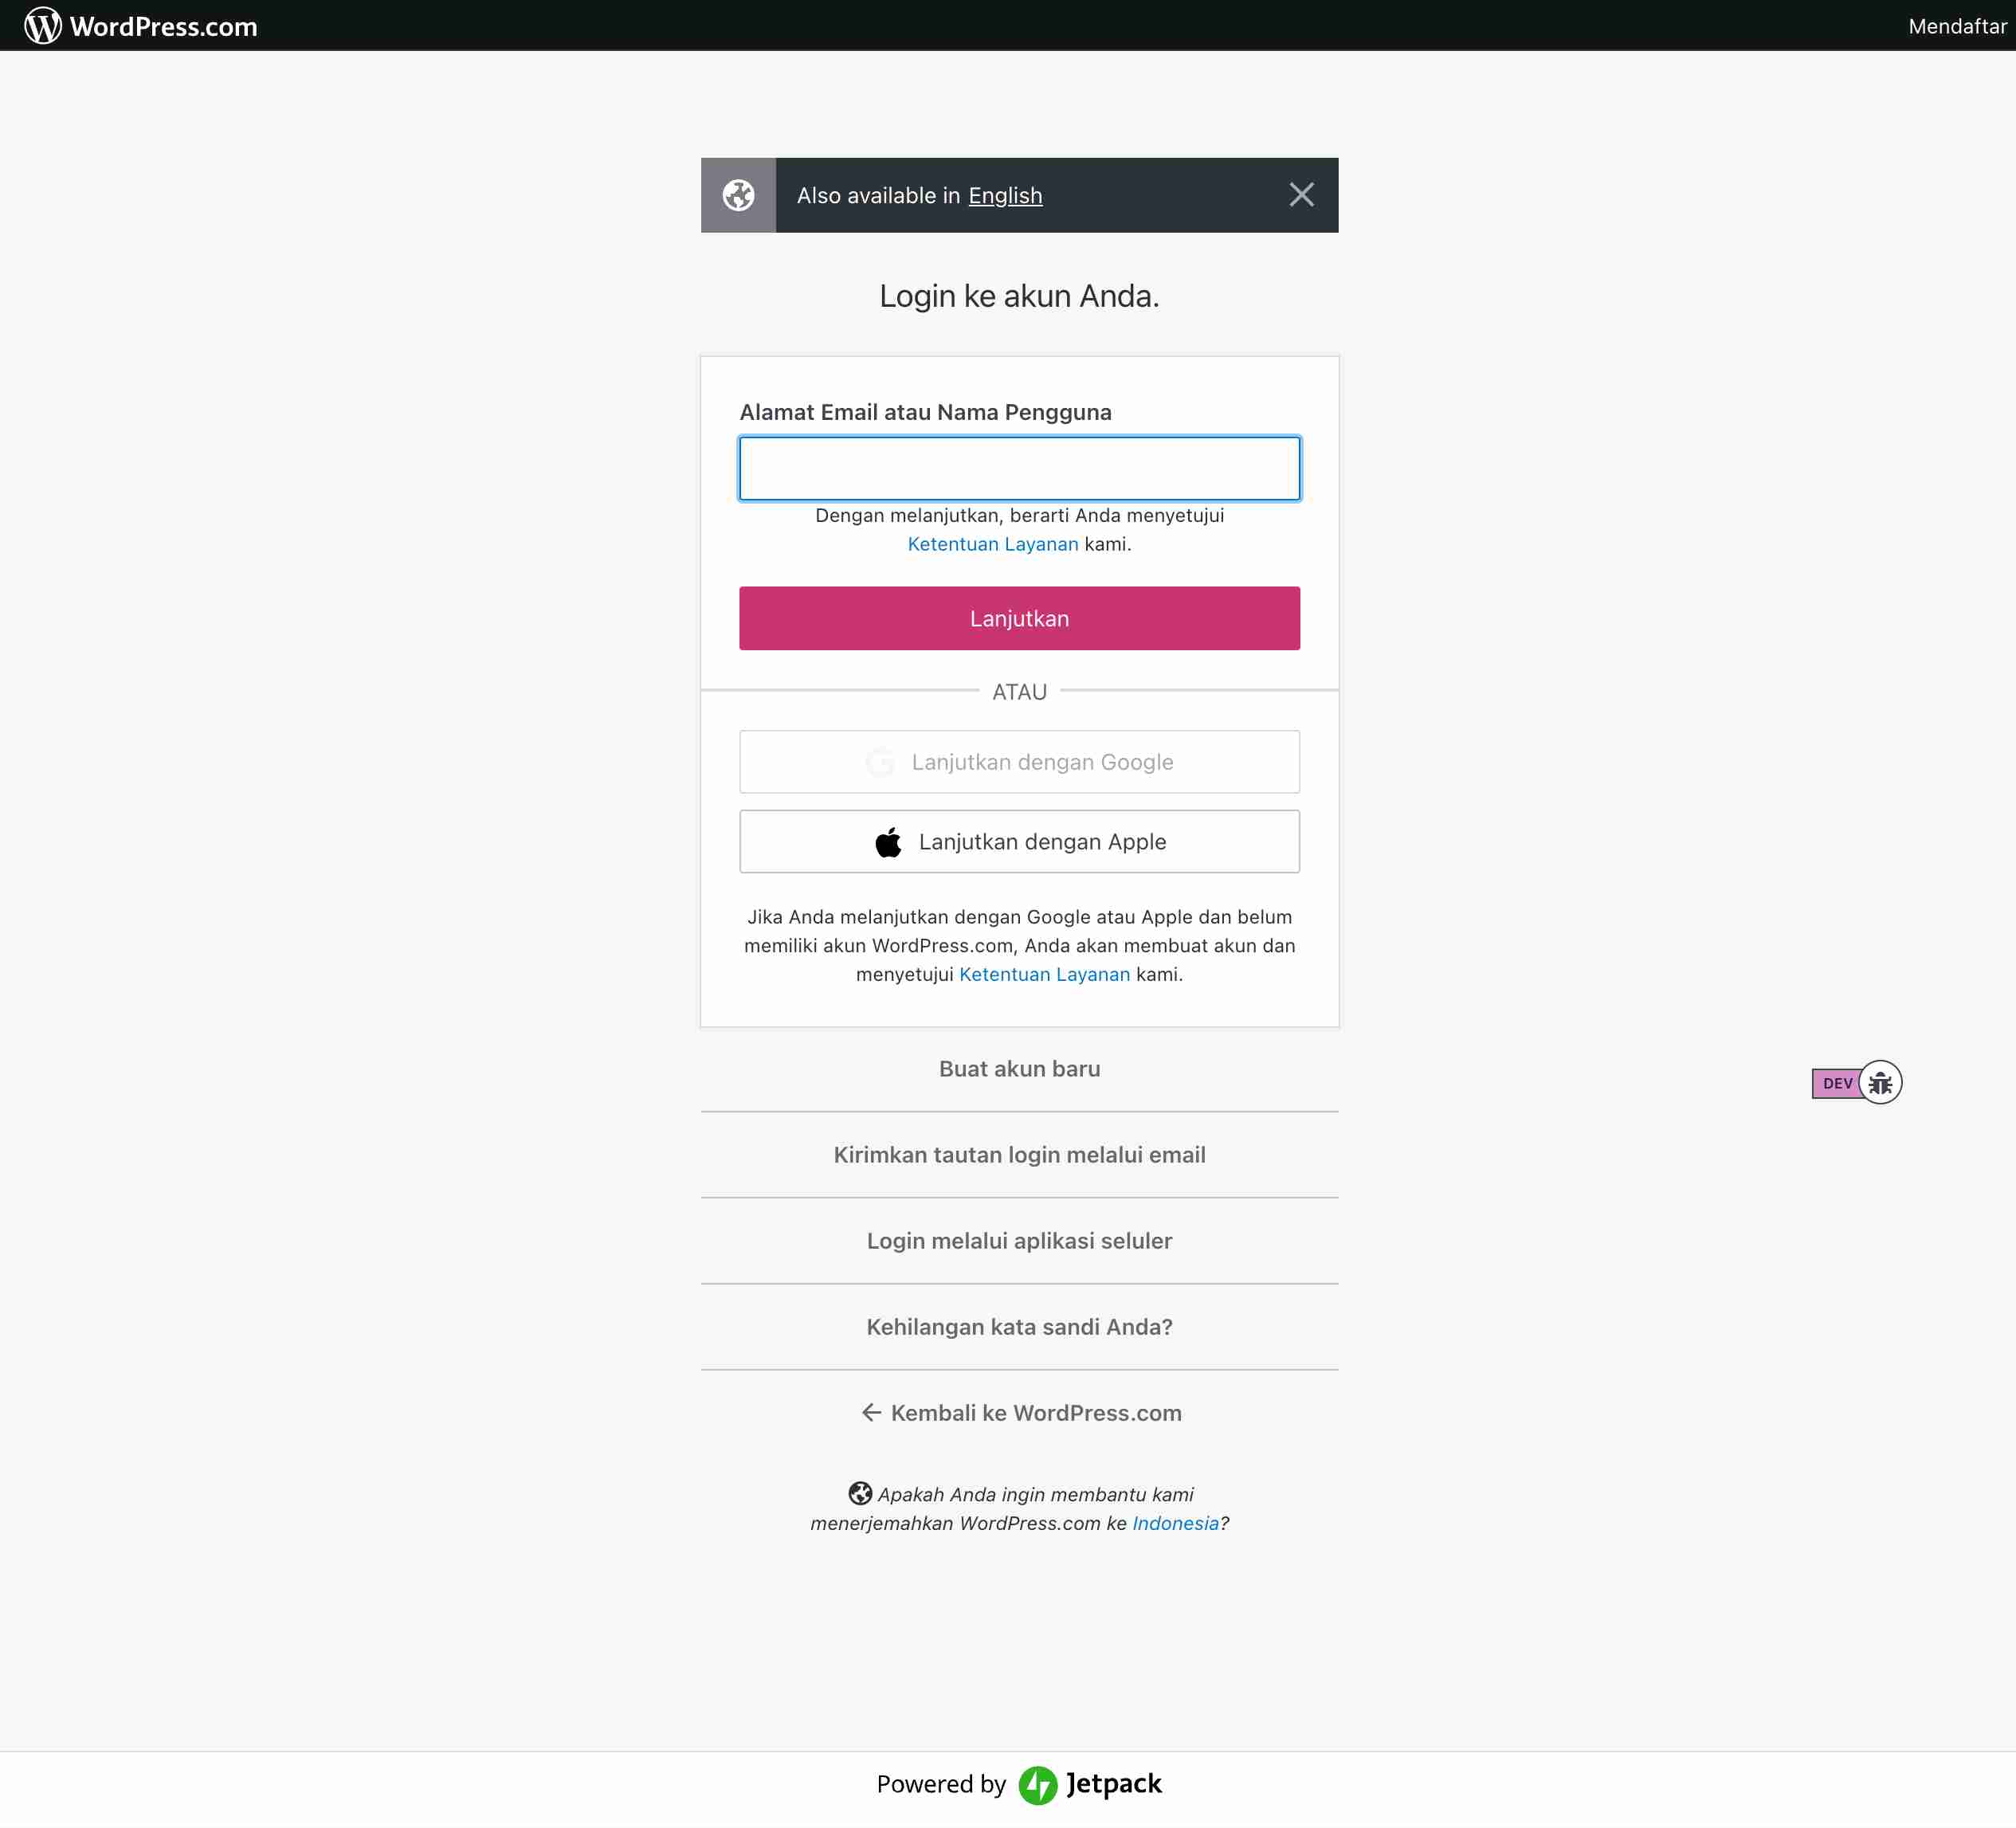 WordPress.com
Mendaftar
Also available in English
Login ke akun Anda.
Alamat Email atau Nama Pengguna
Dengan melanjutkan, berarti Anda menyetujui
Ketentuan Layanan kami.
Lanjutkan
ATAU
Lanjutkan dengan Google
Lanjutkan dengan Apple
Jika Anda melanjutkan dengan Google atau Apple dan belum
memiliki akun WordPress.com, Anda akan membuat akun dan
menyetujui Ketentuan Layanan kami.
Buat akun baru
DEV
Kirimkan tautan login melalui email
Login melalui aplikasi seluler
Kehilangan kata sandi Anda?
← Kembali ke WordPress.com
Apakah Anda ingin membantu kami
menerjemahkan WordPress.com ke Indonesia?
Powered by Jetpack